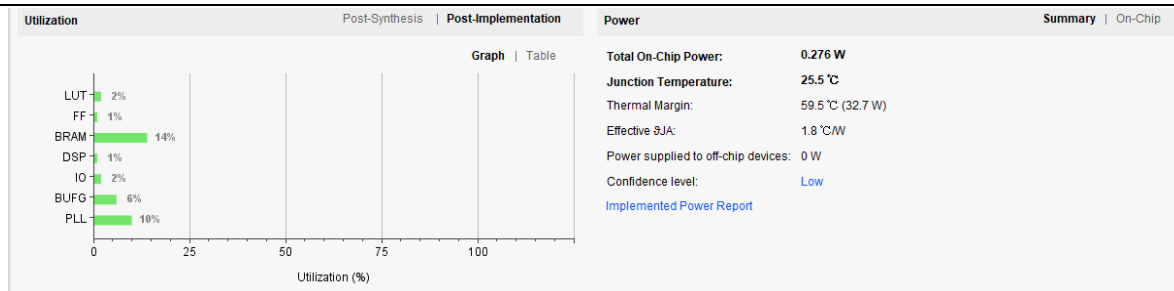 Utilization
Post-Synthesis | Post-Implementation
Graph | Table
LUT 2%
FF 1%
BRAM 14%
DSP 1%
IO 2%
BUFG 6%
PLL 10%
0 25 50 75 100
Utilization (%)
Power
Summary | On-Chip
Total On-Chip Power: 0.276 W
Junction Temperature: 25.5 °C
Thermal Margin: 59.5 °C (32.7 W)
Effective ϑJA: 1.8 °C/W
Power supplied to off-chip devices: 0 W
Confidence level: Low
Implemented Power Report